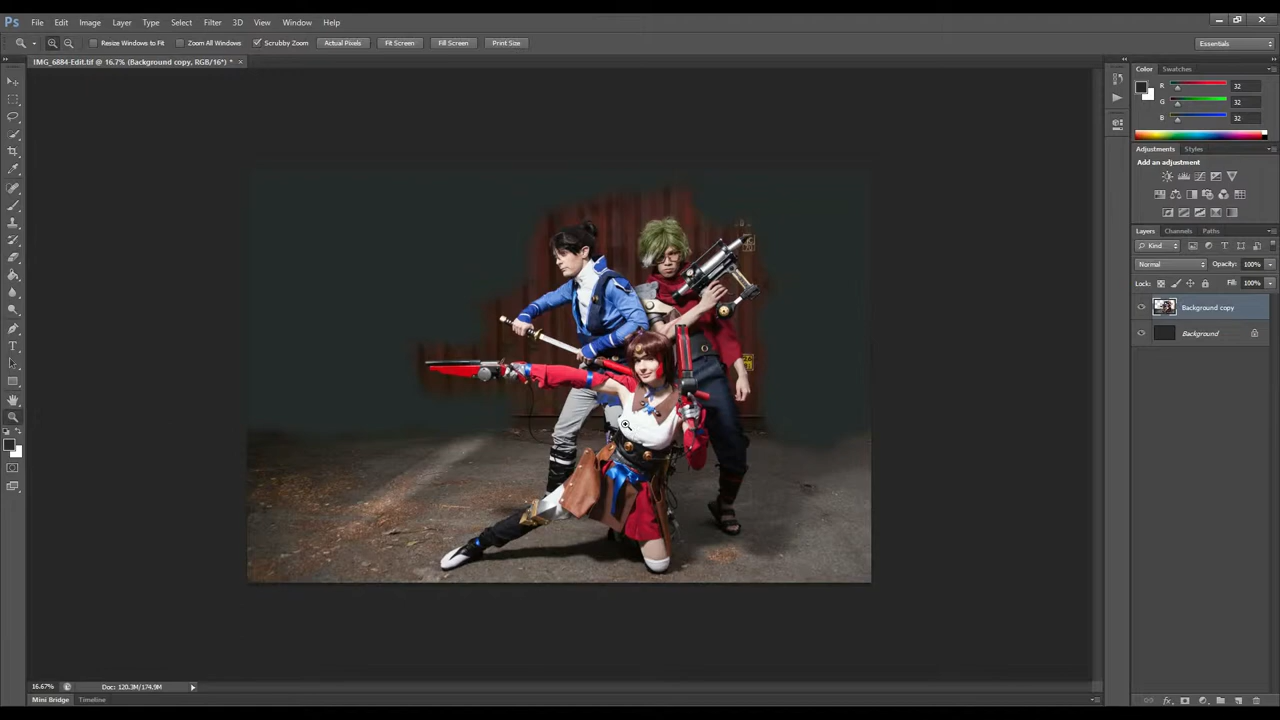 Ps File Edit Image Layer Type Select Filter 3D View Window Help
Resize Windows to Fit Zoom All Windows Scrubby Zoom Actual Pixels Fit Screen Fill Screen Print Size Essentials
IMG_6884-Edit.tif @ 16.7% (Background copy, RGB/16*) * ×
Color Swatches
R 32
G 32
B 32
Adjustments Styles
Add an adjustment
Layers Channels Paths
Kind
Normal Opacity: 100%
Lock: Fill: 100%
Background copy
Background
16.67% Doc: 120.3M/174.9M
Mini Bridge Timeline